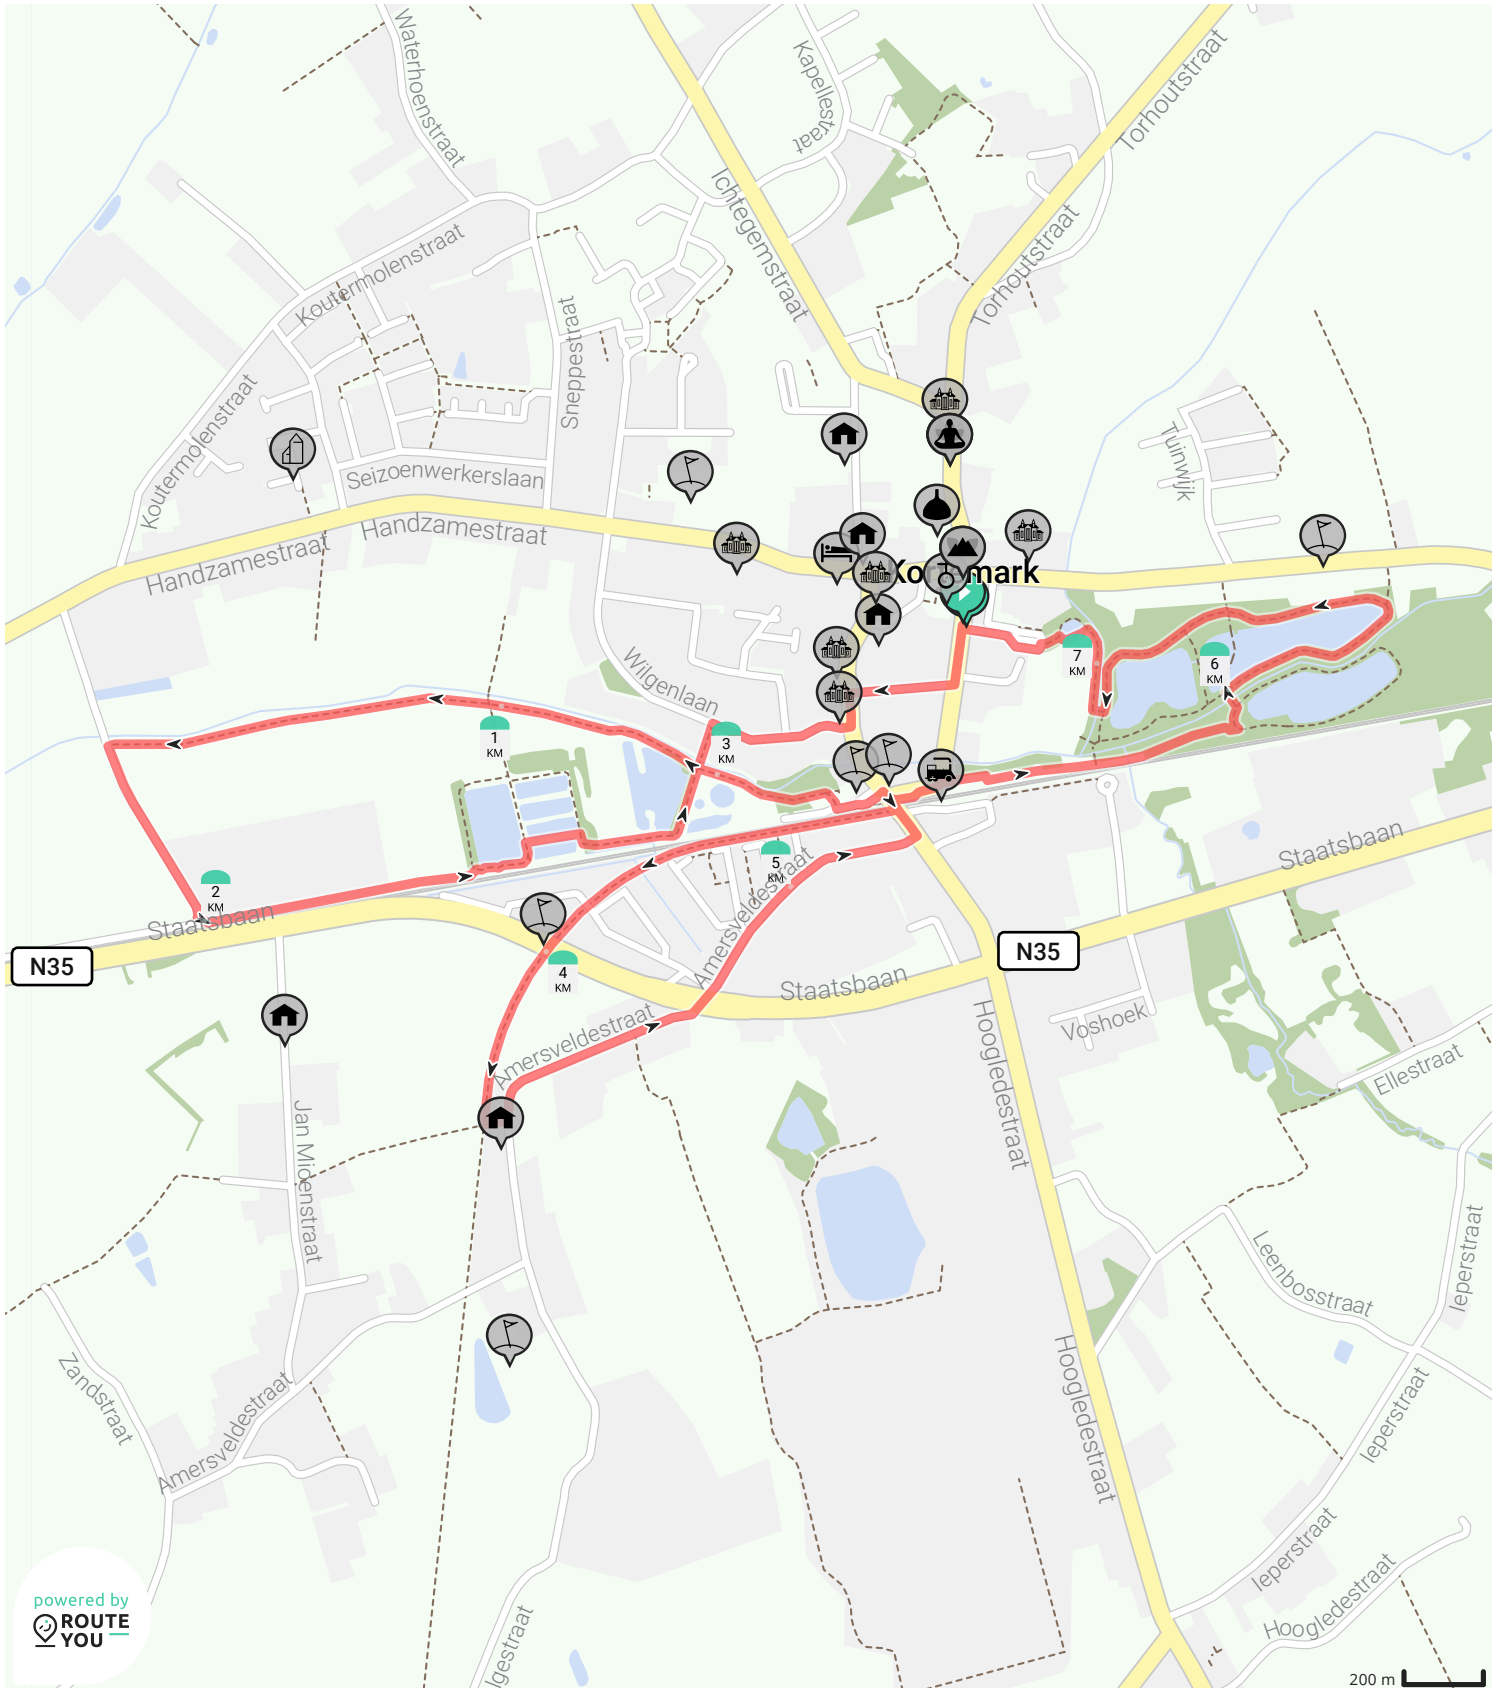 Waterhoenstraat
Kapellestraat
Torhoutstraat
Ichtegemstraat
Koutermolenstraat
Torhoutstraat
Sneppestraat
Koutermolenstraat
Tuinwijk
Seizoenwerkerslaan
Handzamestraat
Handzamestraat
Wilgenlaan
7
KM
6
KM
1
KM
3
KM
2
KM
Staatsbaan
5
KM
Staatsbaan
Amersveldestraat
N35
N35
4
KM
Staatsbaan
Amersveldestraat
Hoogledestraat
Voshoek
Ellestraat
Jan Midenstraat
Leenbosstraat
Ieperstraat
Zandstraat
Amersveldestraat
Hoogledestraat
Ieperstraat
Ieperstraat
Hoogledestraat
lgestraat
powered by
ROUTE
YOU
200 m